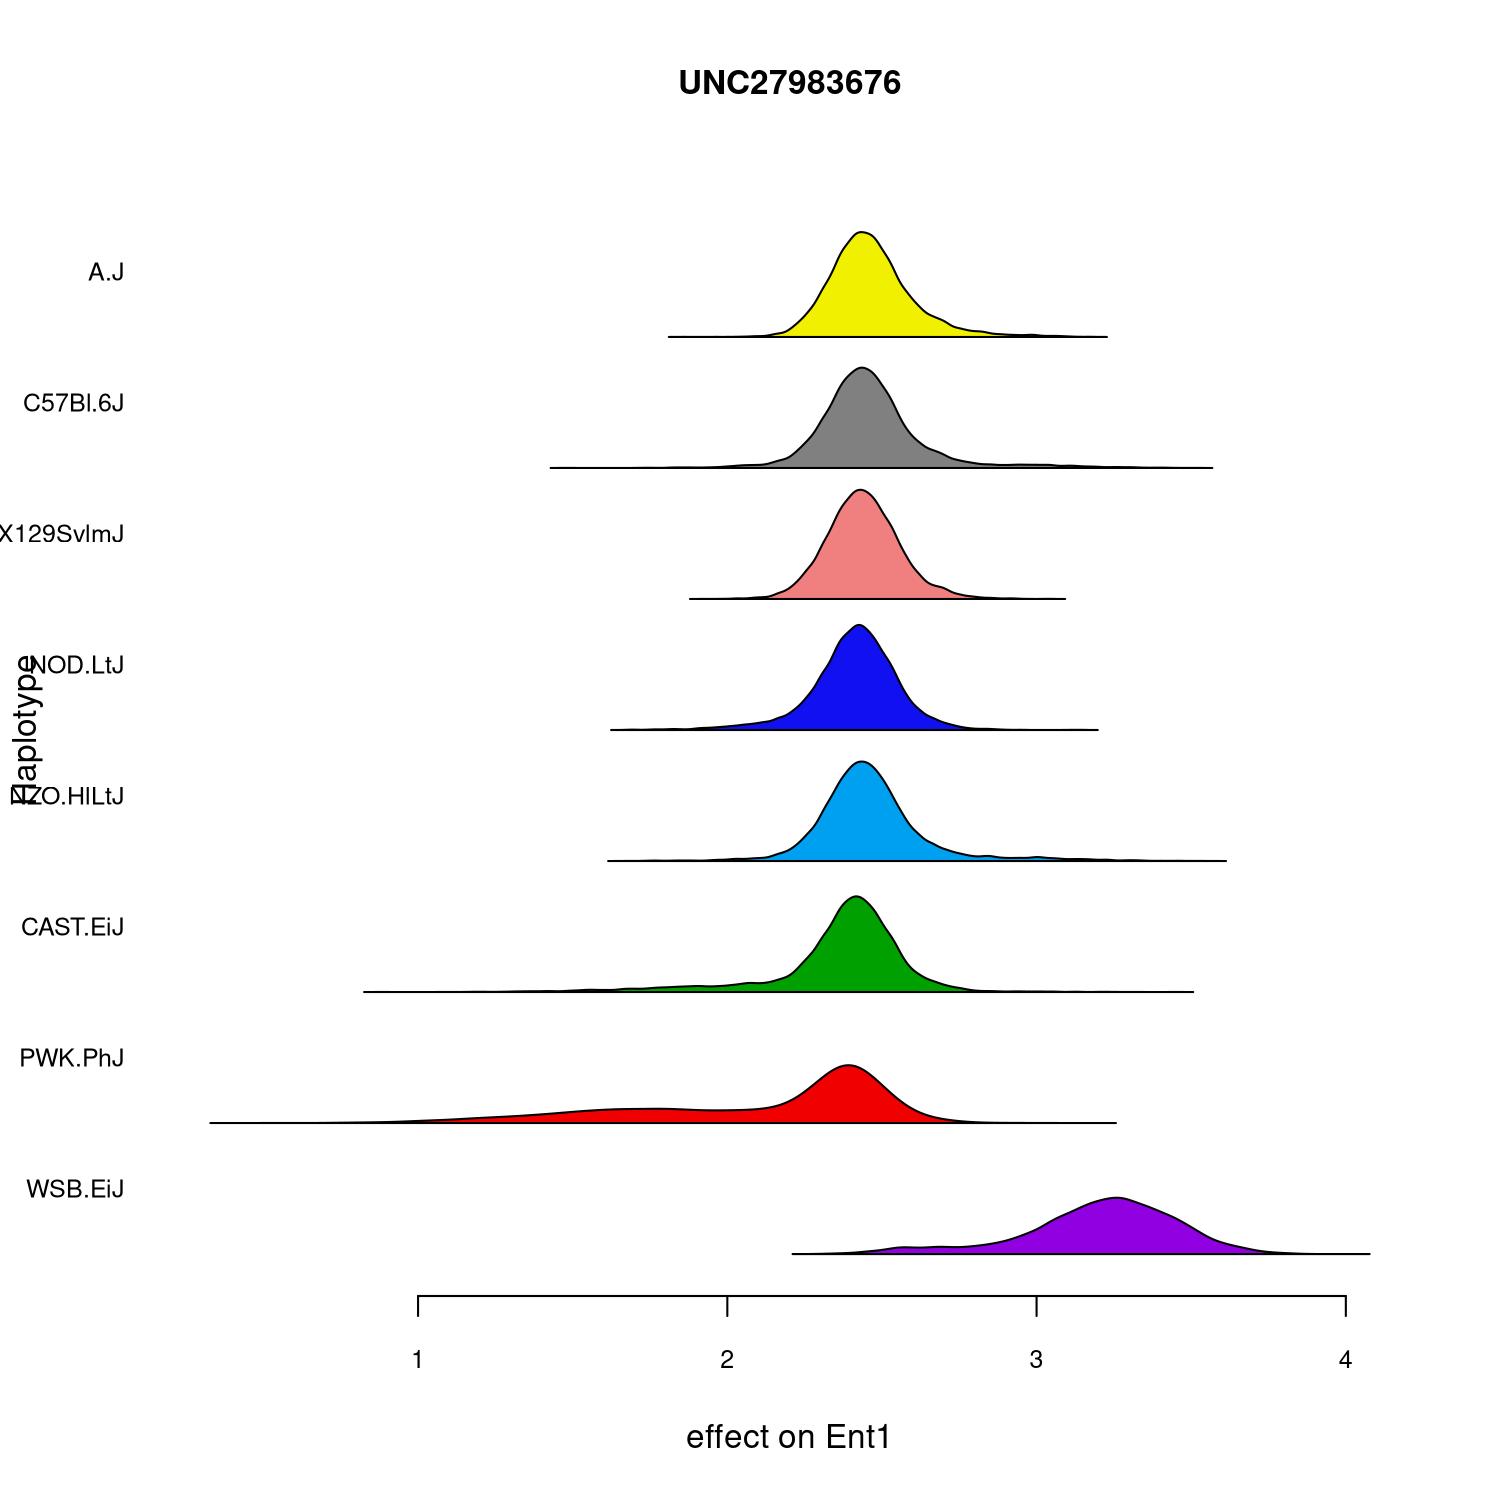 UNC27983676
A.J
C57Bl.6J
X129SvImJ
NOD.LtJ
Haplotype
NZO.HILtJ
CAST.EiJ
PWK.PhJ
WSB.EiJ
1 2 3 4
effect on Ent1